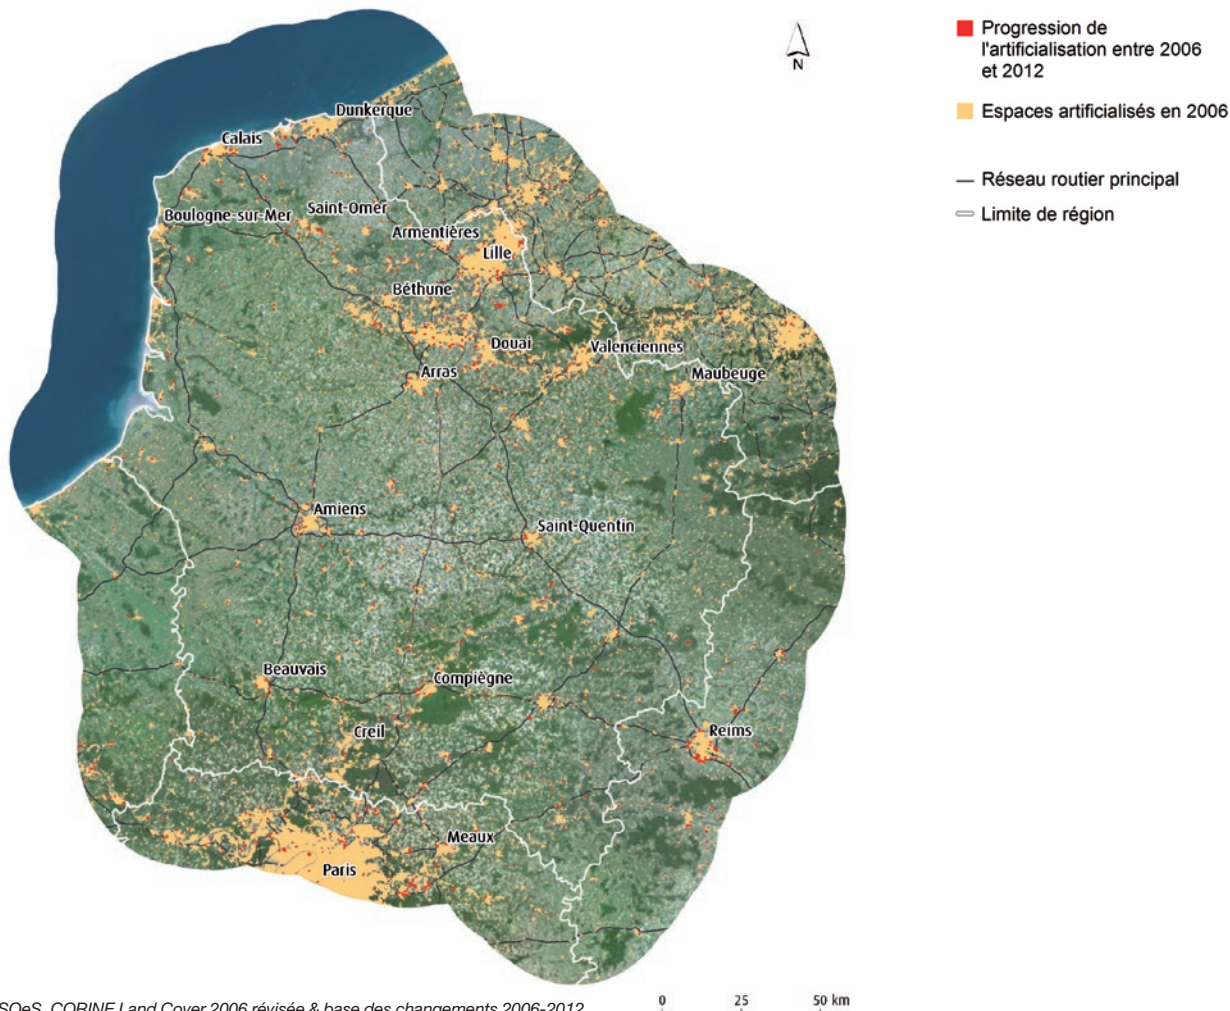 Progression de
l'artificialisation entre 2006
et 2012
Espaces artificialisés en 2006
Réseau routier principal
Limite de région
N
Dunkerque
Calais
Saint-Omer
Boulogne-sur-Mer
Armentières
Lille
Béthune
Douai
Valenciennes
Arras
Maubeuge
Amiens
Saint-Quentin
Beauvais
Compiègne
Creil
Reims
Meaux
Paris
SOeS, CORINE Land Cover 2006 révisée & base des changements 2006-2012
0 25 50 km